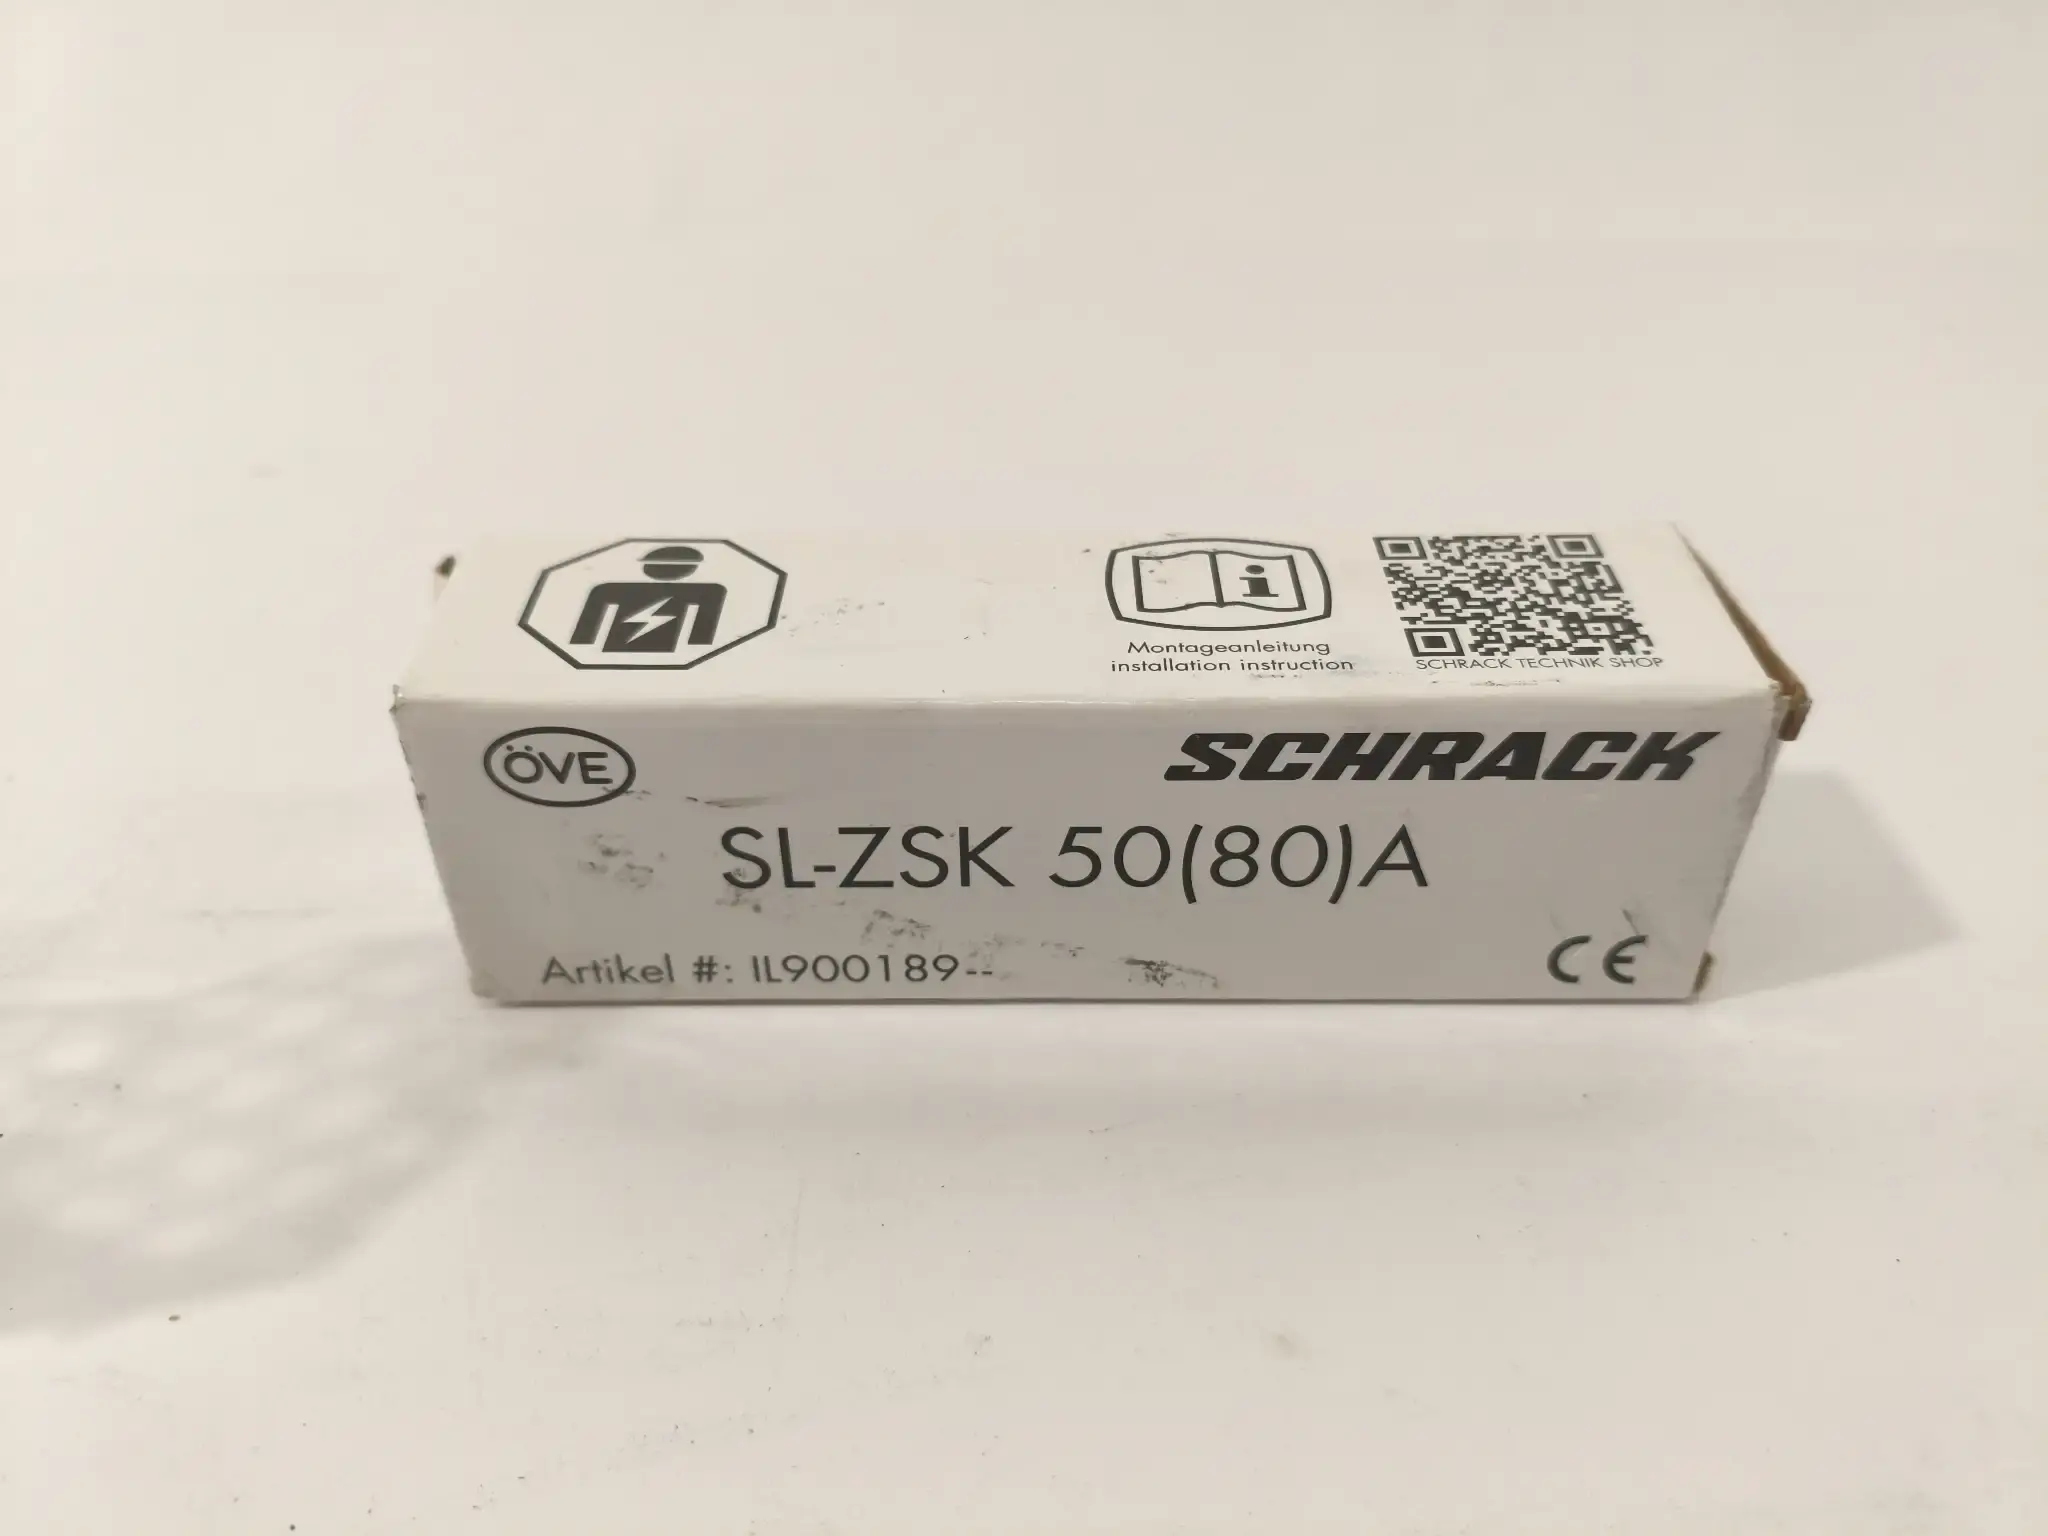 Montageanleitung
installation instruction
SCHRACK TECHNIK SHOP
ÖVE
SCHRACK
SL-ZSK 50(80)A
Artikel #: IL900189--
CE